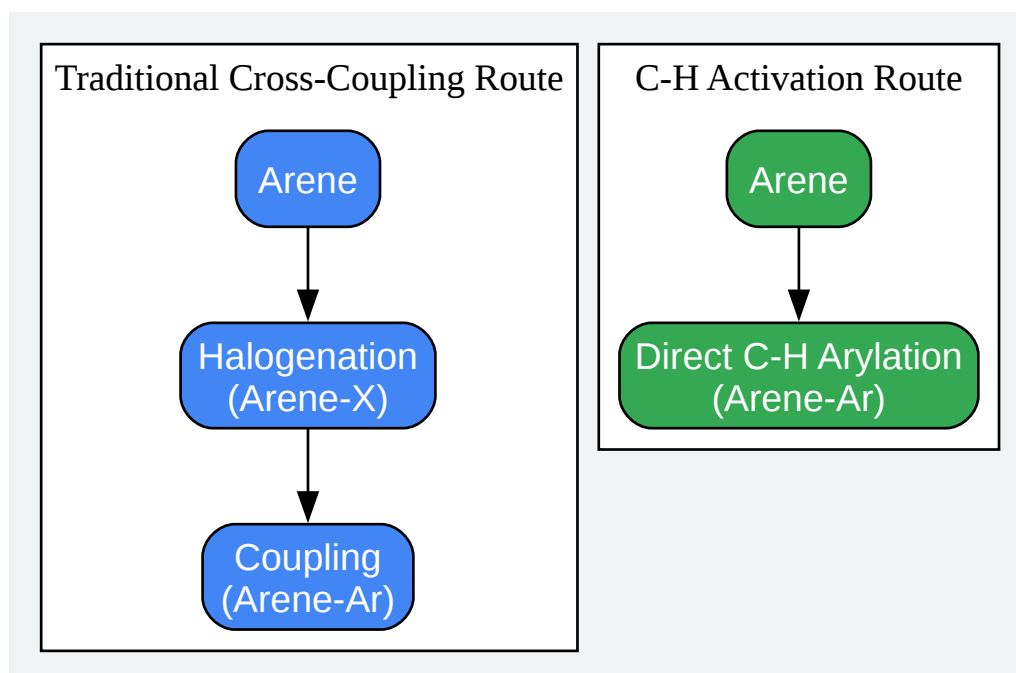 Traditional Cross-Coupling Route
Arene
Halogenation
(Arene-X)
Coupling
(Arene-Ar)
C-H Activation Route
Arene
Direct C-H Arylation
(Arene-Ar)